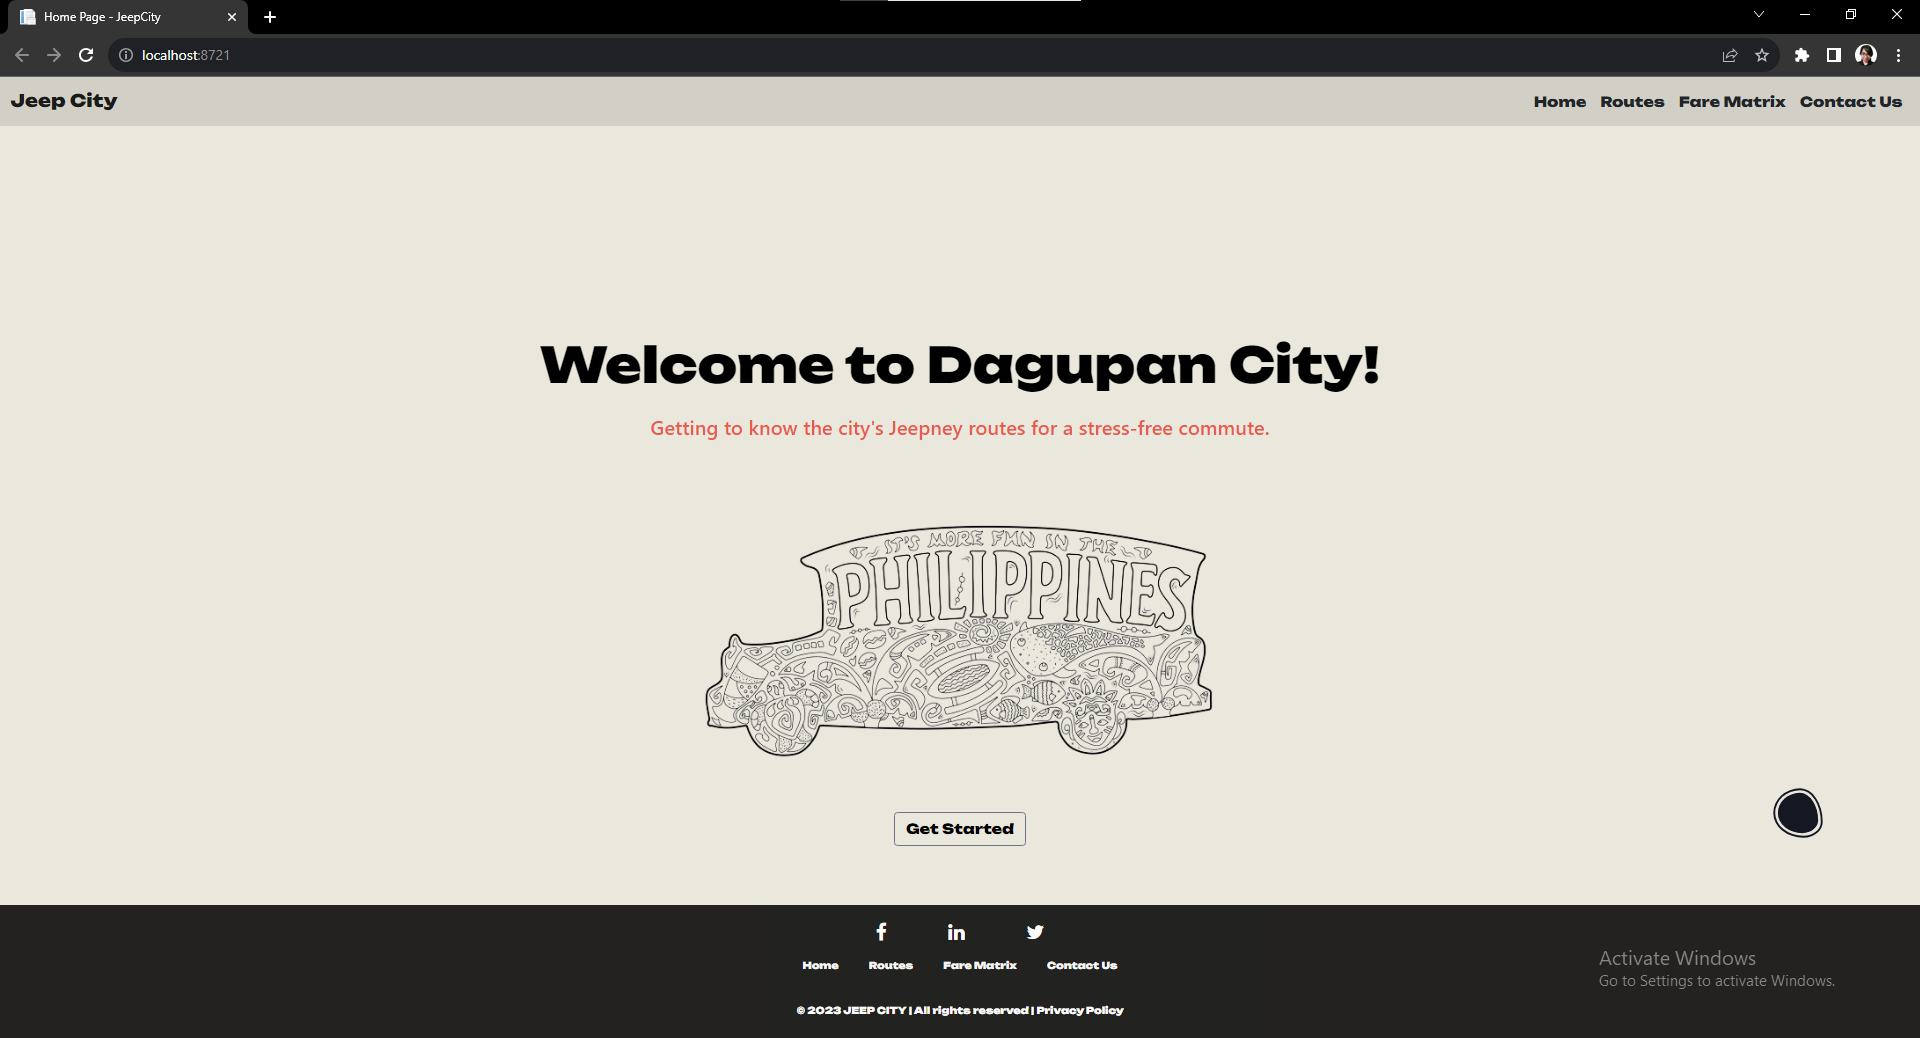 Home Page - JeepCity
localhost:8721
Jeep City
Home Routes Fare Matrix Contact Us
Welcome to Dagupan City!
Getting to know the city's Jeepney routes for a stress-free commute.
IT'S MORE FUN IN THE
PHILIPPINES
Get Started
Home Routes Fare Matrix Contact Us
Activate Windows
Go to Settings to activate Windows.
© 2023 JEEP CITY | All rights reserved | Privacy Policy